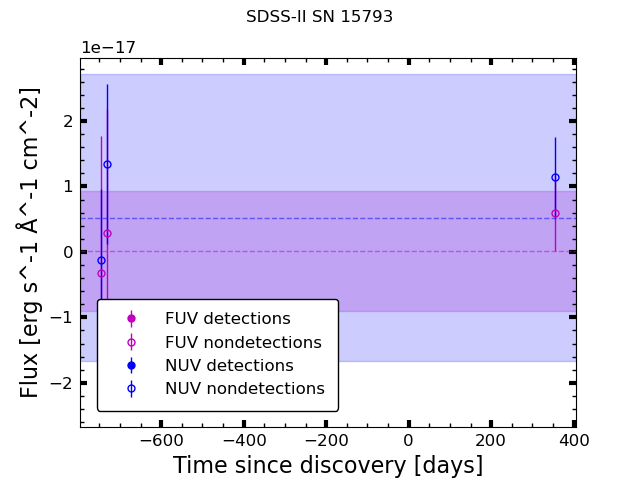 SDSS-II SN 15793
1e−17
2
1
0
−1
−2
Flux [erg s^-1 Å^-1 cm^-2]
FUV detections
FUV nondetections
NUV detections
NUV nondetections
−600 −400 −200 0 200 400
Time since discovery [days]